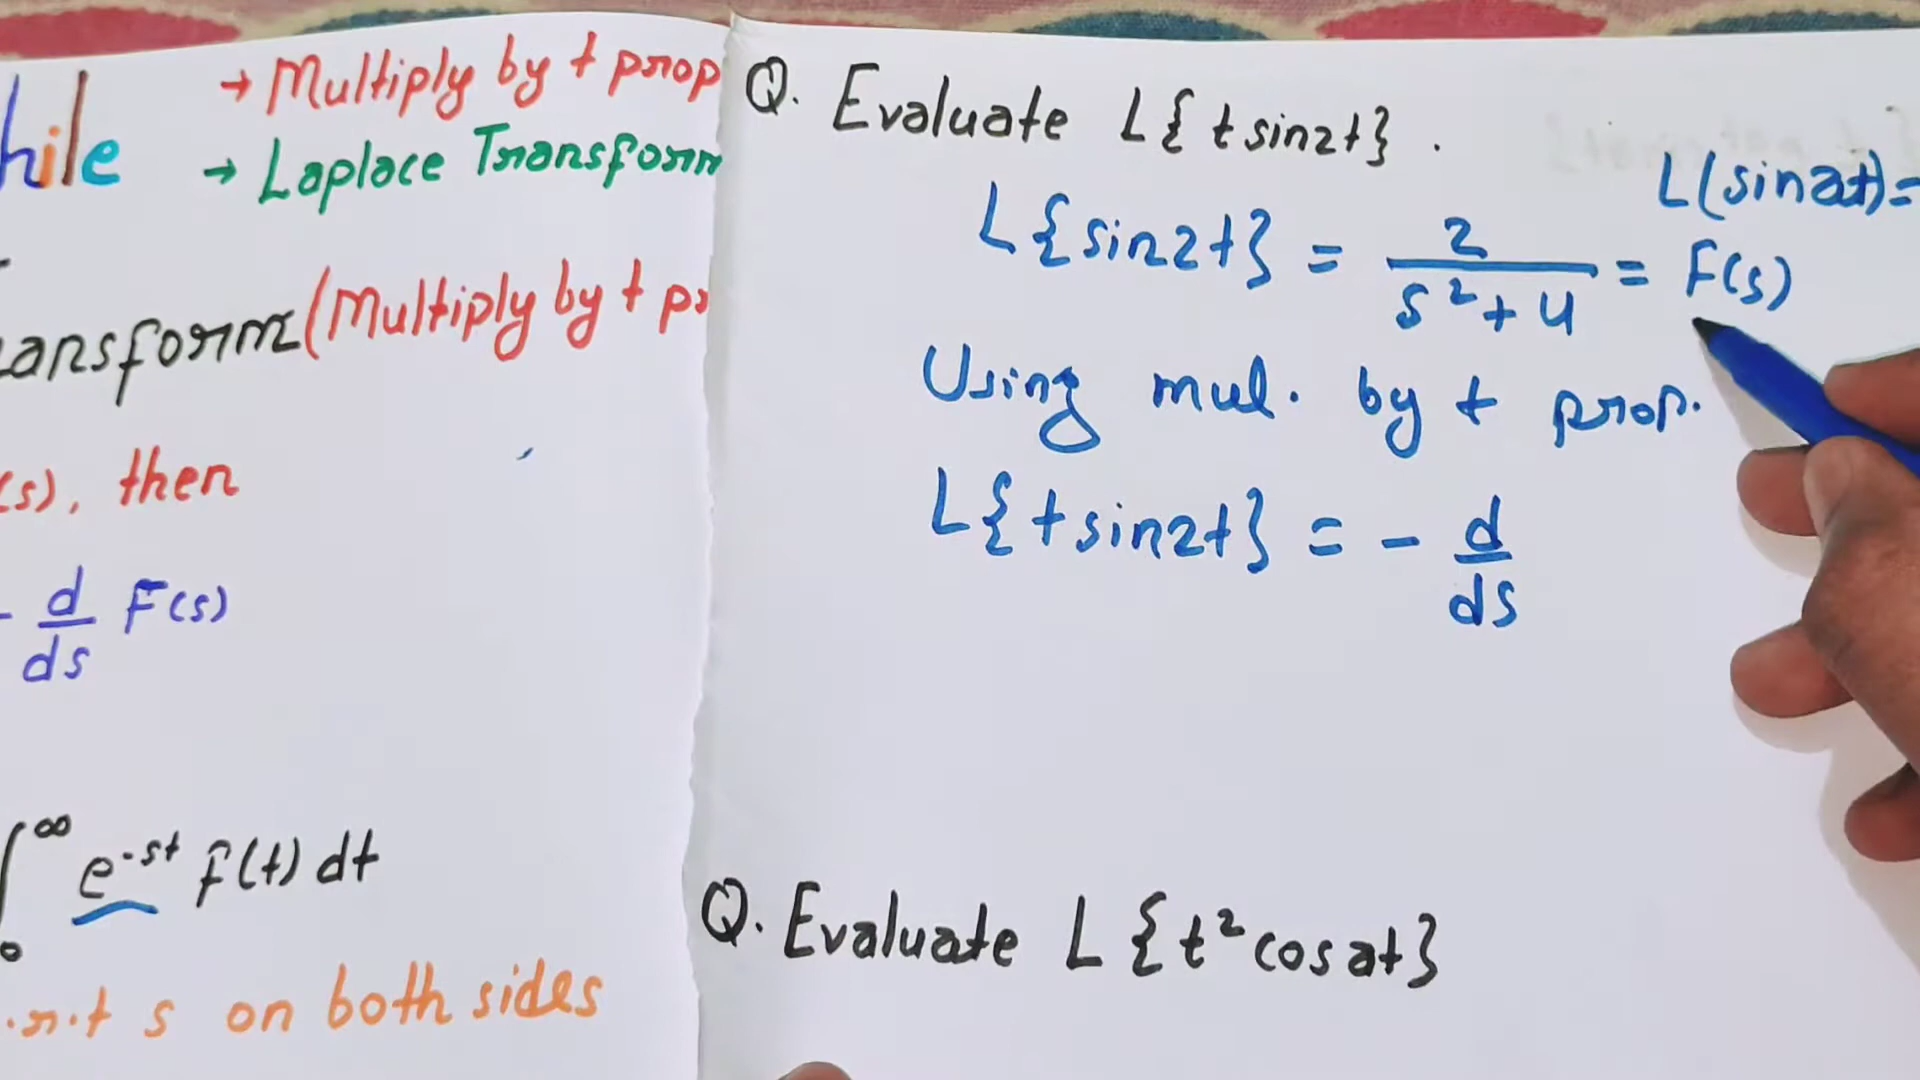 hile
→ Multiply by t prop
→ Laplace Transform
ansform (Multiply by t pr
(s), then
- d/ds F(s)
∫₀^∞ e^-st f(t) dt
.r.t s on both sides
Q. Evaluate L{t sin2t}.
L(sinat)=
L{sin2t} = 2/(s²+4) = F(s)
Using mul. by t prop.
L{t sin2t} = - d/ds
Q. Evaluate L{t² cos at}